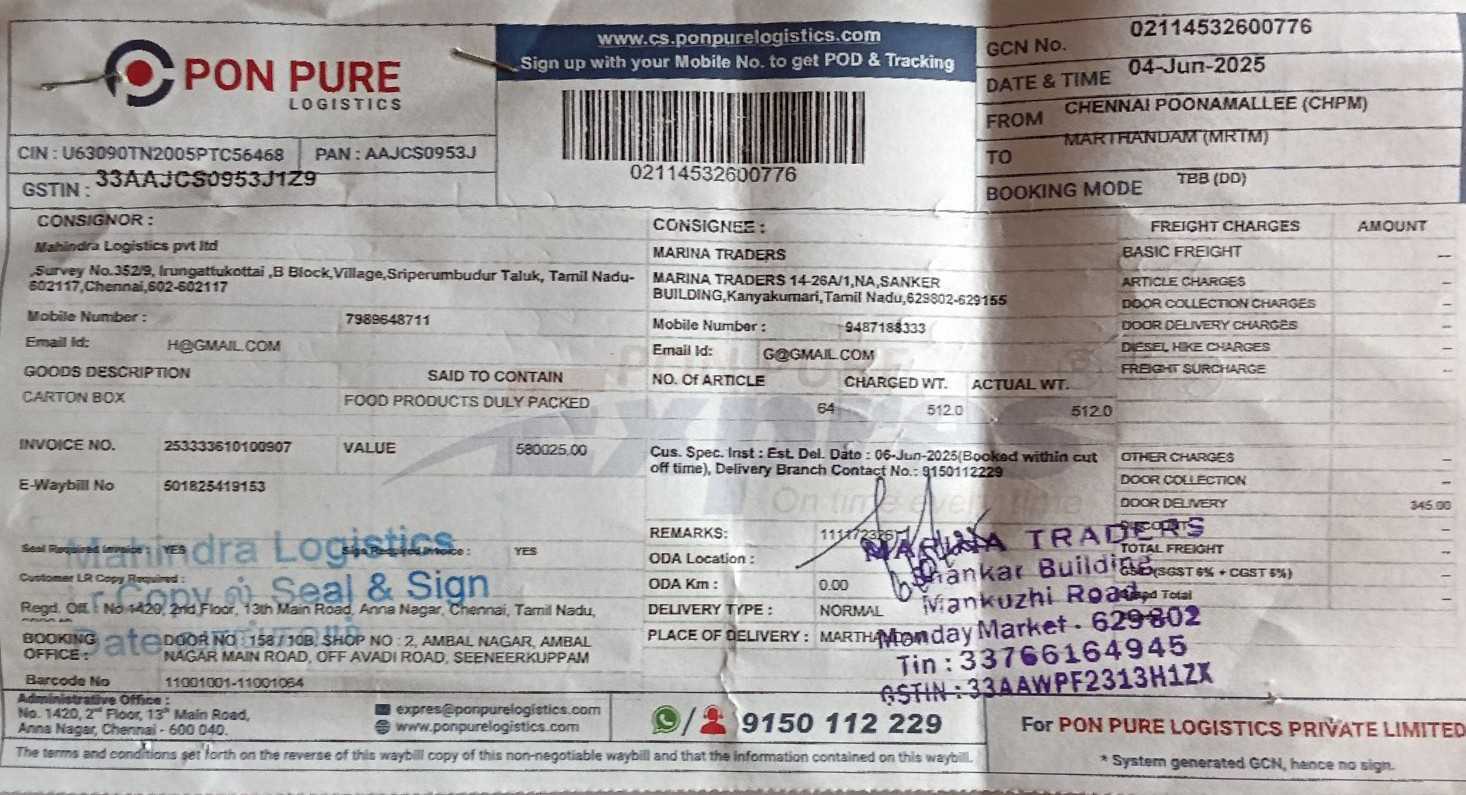 PON PURE
LOGISTICS
www.cs.ponpurelogistics.com
Sign up with your Mobile No. to get POD & Tracking
02114532600776
GCN No. 02114532600776
DATE & TIME 04-Jun-2025
FROM CHENNAI POONAMALLEE (CHPM)
TO MARTHANDAM (MRTM)
BOOKING MODE TBB (DD)
CIN : U63090TN2005PTC56468 PAN : AAJCS0953J
GSTIN : 33AAJCS0953J1Z9
CONSIGNOR :
Mahindra Logistics pvt ltd
,Survey No.352/9, Irungattukottai ,B Block,Village,Sriperumbudur Taluk, Tamil Nadu-
602117,Chennai,602-602117
Mobile Number : 7989648711
Email Id: H@GMAIL.COM
GOODS DESCRIPTION SAID TO CONTAIN
CARTON BOX FOOD PRODUCTS DULY PACKED
INVOICE NO. 253333610100907 VALUE 580025.00
E-Waybill No 501825419153
CONSIGNEE :
MARINA TRADERS
MARINA TRADERS 14-26A/1,NA,SANKER
BUILDING,Kanyakumari,Tamil Nadu,629802-629155
Mobile Number : 9487188333
Email Id: G@GMAIL.COM
NO. Of ARTICLE CHARGED WT. ACTUAL WT.
64 512.0 512.0
Cus. Spec. Inst : Est. Del. Date : 06-Jun-2025(Booked within cut
off time), Delivery Branch Contact No.: 9150112229
On time every time
REMARKS:
ODA Location :
ODA Km : 0.00
DELIVERY TYPE : NORMAL
PLACE OF DELIVERY :
FREIGHT CHARGES AMOUNT
BASIC FREIGHT --
ARTICLE CHARGES --
DOOR COLLECTION CHARGES --
DOOR DELIVERY CHARGES --
DIESEL HIKE CHARGES --
FREIGHT SURCHARGE --
OTHER CHARGES --
DOOR COLLECTION --
DOOR DELIVERY 345.00
TOTAL FREIGHT --
Total --
MARINA TRADERS
Shankar Building
Mankuzhi Road
Monday Market - 629802
Tin : 33766164945
GSTIN : 33AAWPF2313H1ZX
Mahindra Logistics
Seal Required Invoice : YES Sign Required Invoice : YES
Lr Copy ல் Seal & Sign
Customer LR Copy Required :
Regd. Off. : No 1420, 2nd Floor, 13th Main Road, Anna Nagar, Chennai, Tamil Nadu,
Date
BOOKING OFFICE : DOOR NO : 158 / 10B, SHOP NO : 2, AMBAL NAGAR, AMBAL
NAGAR MAIN ROAD, OFF AVADI ROAD, SEENEERKUPPAM
Barcode No 11001001-11001064
Administrative Office :
No. 1420, 2nd Floor, 13th Main Road,
Anna Nagar, Chennai - 600 040.
expres@ponpurelogistics.com
www.ponpurelogistics.com
9150 112 229
For PON PURE LOGISTICS PRIVATE LIMITED
* System generated GCN, hence no sign.
The terms and conditions set forth on the reverse of this waybill copy of this non-negotiable waybill and that the information contained on this waybill.